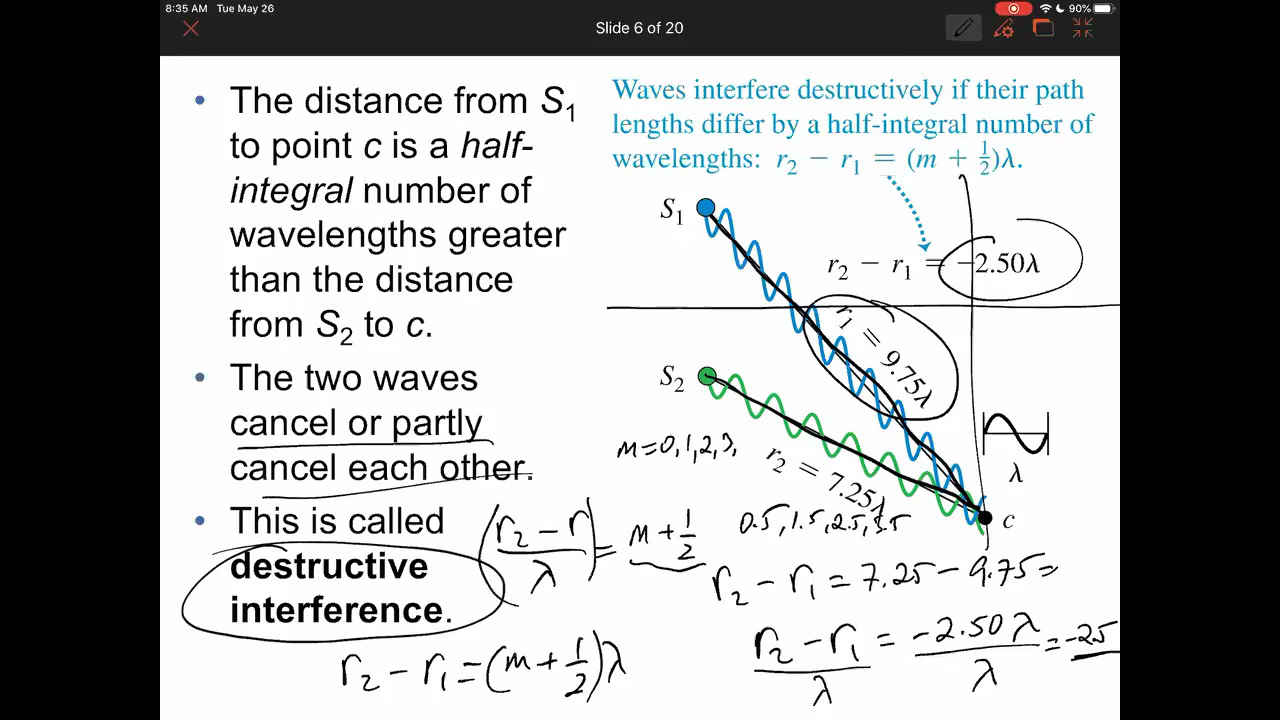 8:35 AM Tue May 26
90%
Slide 6 of 20
• The distance from S₁
to point c is a half-
integral number of
wavelengths greater
than the distance
from S₂ to c.
• The two waves
cancel or partly
cancel each other.
• This is called
destructive
interference.
Waves interfere destructively if their path
lengths differ by a half-integral number of
wavelengths: r₂ − r₁ = (m + ½)λ.
S₁
r₂ − r₁ = −2.50λ
r₁ = 9.75λ
S₂
m=0,1,2,3,
r₂ = 7.25λ
λ
c
|(r₂ − r)/λ| = m + ½
0.5, 1.5, 2.5, 3.5
r₂ − r₁ = 7.25 − 9.75 =
r₂ − r₁ = (m + ½)λ
(r₂ − r₁)/λ = −2.50λ/λ = −25